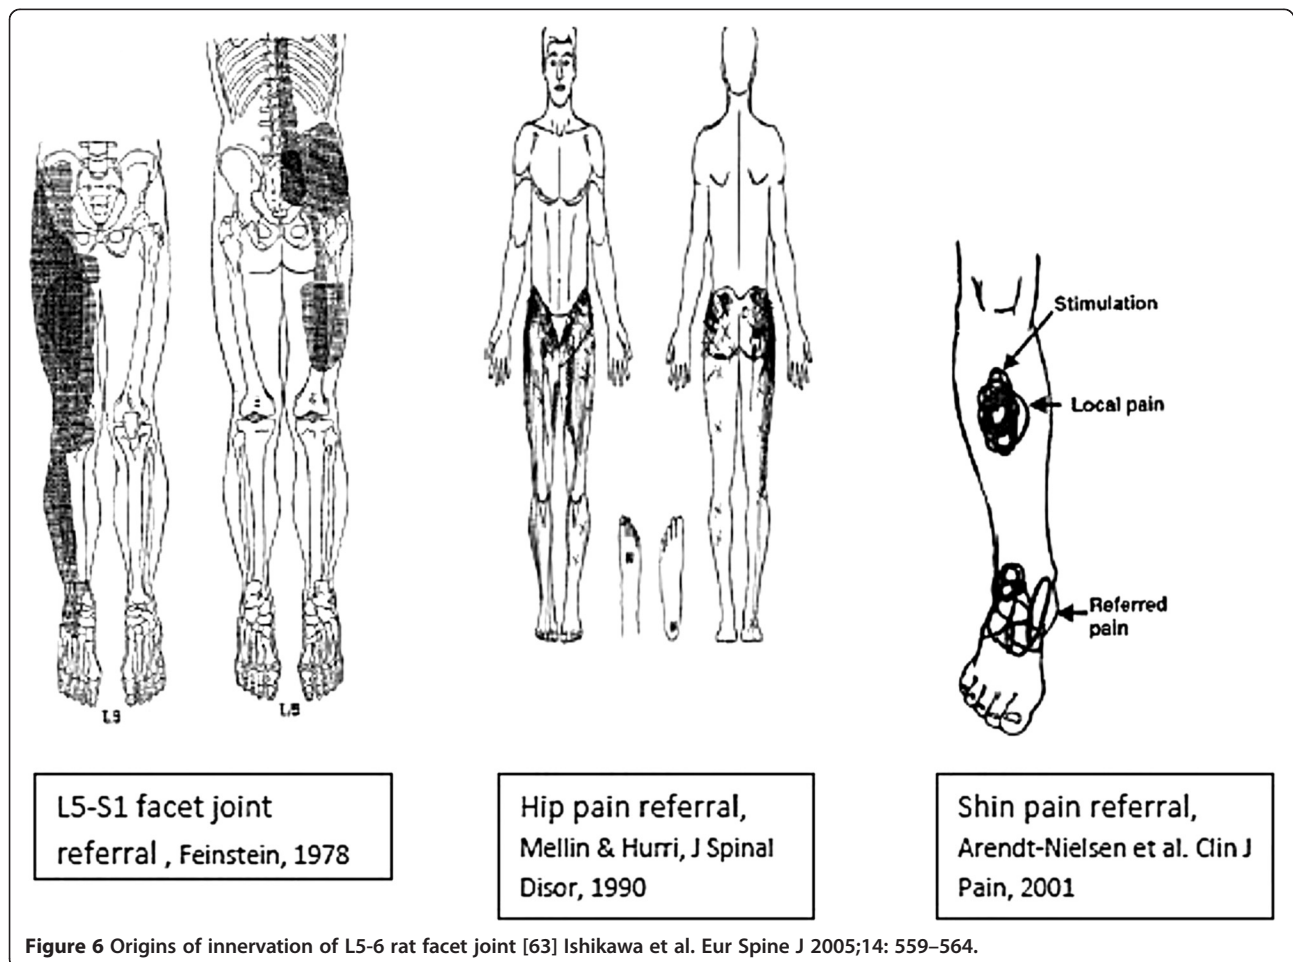 Stimulation
Local pain
Referred
pain
L3
L5
L5-S1 facet joint
referral , Feinstein, 1978
Hip pain referral,
Mellin & Hurri, J Spinal
Disor, 1990
Shin pain referral,
Arendt-Nielsen et al. Clin J
Pain, 2001
Figure 6 Origins of innervation of L5-6 rat facet joint [63] Ishikawa et al. Eur Spine J 2005;14: 559–564.